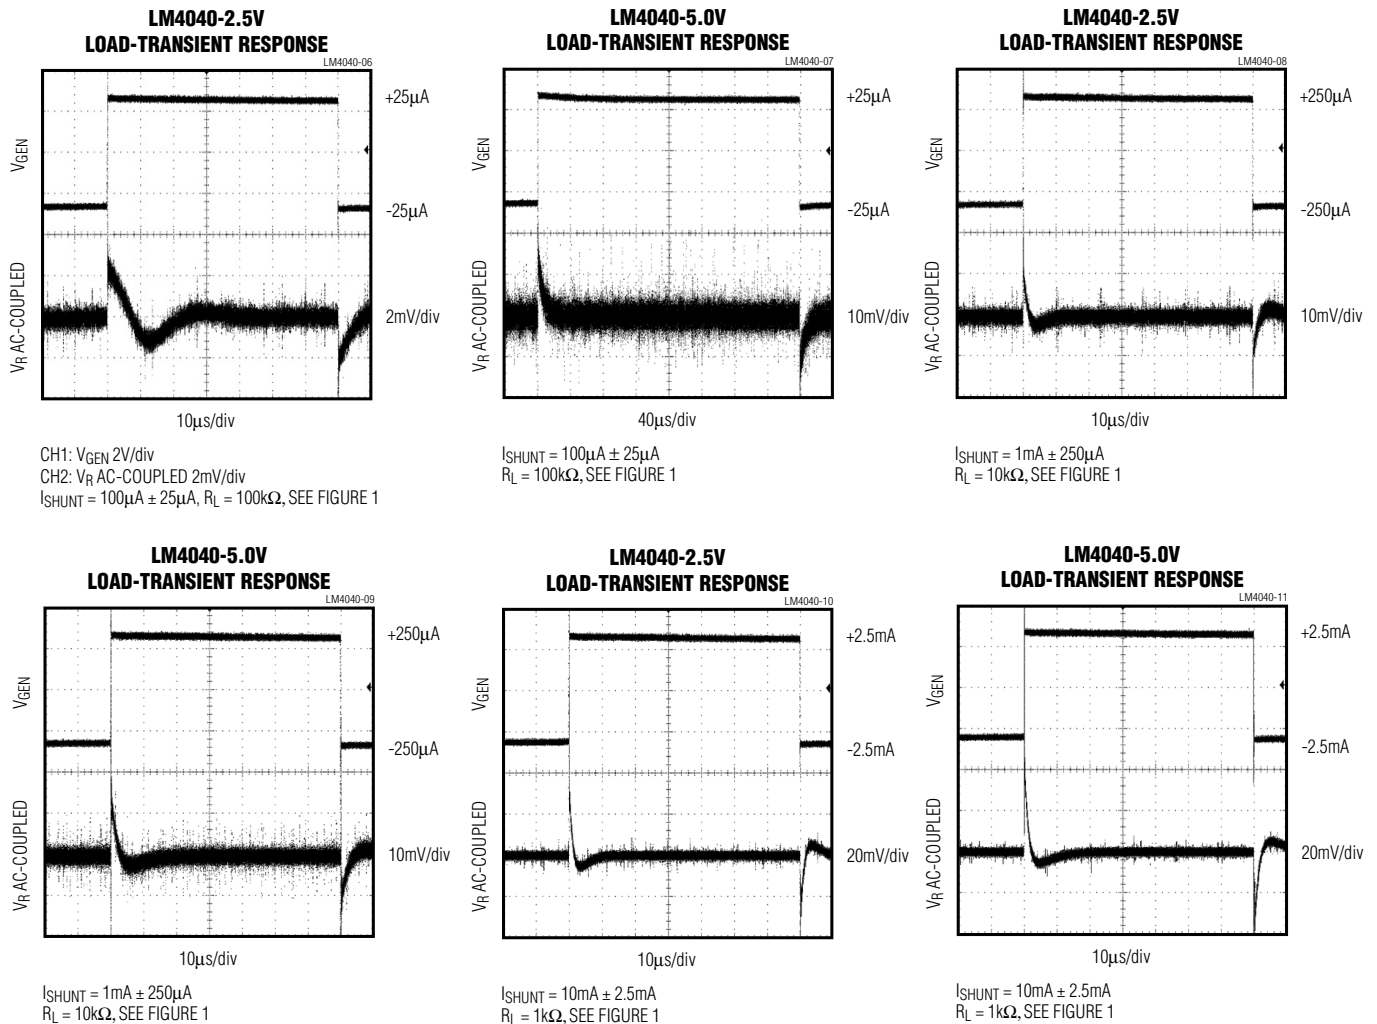 LM4040-2.5V
LOAD-TRANSIENT RESPONSE
LM4040-06
+25μA
VGEN
-25μA
VR AC-COUPLED
2mV/div
10μs/div
CH1: VGEN 2V/div
CH2: VR AC-COUPLED 2mV/div
ISHUNT = 100μA ± 25μA, RL = 100kΩ, SEE FIGURE 1
LM4040-5.0V
LOAD-TRANSIENT RESPONSE
LM4040-07
+25μA
VGEN
-25μA
VR AC-COUPLED
10mV/div
40μs/div
ISHUNT = 100μA ± 25μA
RL = 100kΩ, SEE FIGURE 1
LM4040-2.5V
LOAD-TRANSIENT RESPONSE
LM4040-08
+250μA
VGEN
-250μA
VR AC-COUPLED
10mV/div
10μs/div
ISHUNT = 1mA ± 250μA
RL = 10kΩ, SEE FIGURE 1
LM4040-5.0V
LOAD-TRANSIENT RESPONSE
LM4040-09
+250μA
VGEN
-250μA
VR AC-COUPLED
10mV/div
10μs/div
ISHUNT = 1mA ± 250μA
RL = 10kΩ, SEE FIGURE 1
LM4040-2.5V
LOAD-TRANSIENT RESPONSE
LM4040-10
+2.5mA
VGEN
-2.5mA
VR AC-COUPLED
20mV/div
10μs/div
ISHUNT = 10mA ± 2.5mA
RL = 1kΩ, SEE FIGURE 1
LM4040-5.0V
LOAD-TRANSIENT RESPONSE
LM4040-11
+2.5mA
VGEN
-2.5mA
VR AC-COUPLED
20mV/div
10μs/div
ISHUNT = 10mA ± 2.5mA
RL = 1kΩ, SEE FIGURE 1